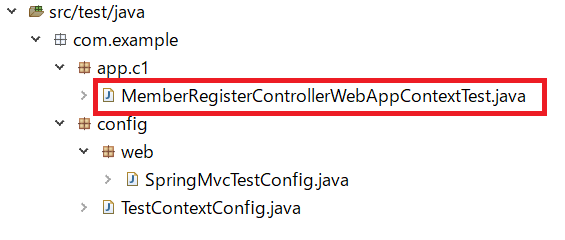 src/test/java
com.example
app.c1
MemberRegisterControllerWebAppContextTest.java
config
web
SpringMvcTestConfig.java
TestContextConfig.java